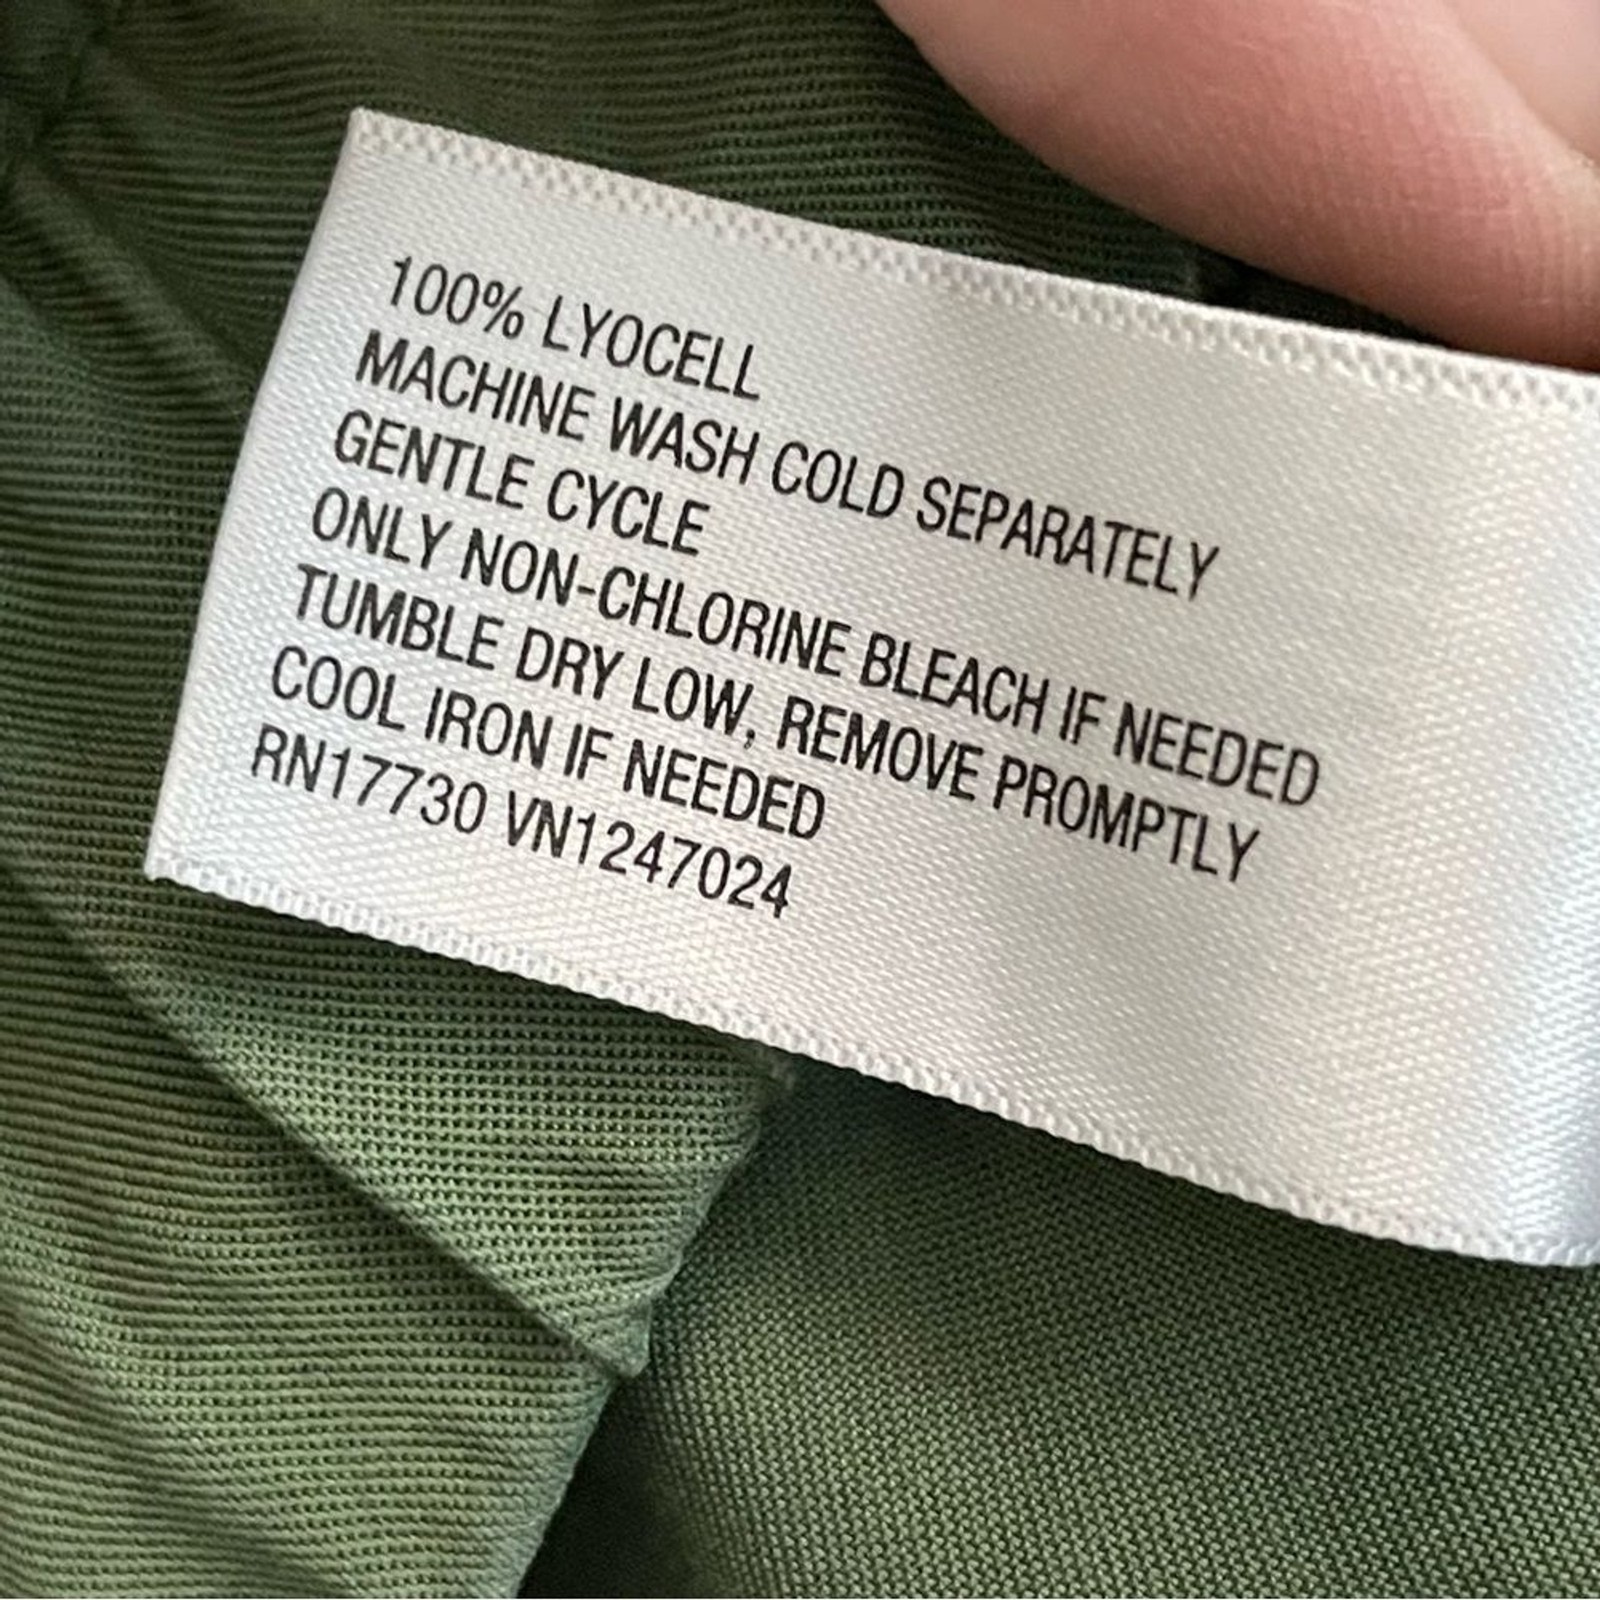 100% LYOCELL
MACHINE WASH COLD SEPARATELY
GENTLE CYCLE
ONLY NON-CHLORINE BLEACH IF NEEDED
TUMBLE DRY LOW, REMOVE PROMPTLY
COOL IRON IF NEEDED
RN17730 VN1247024